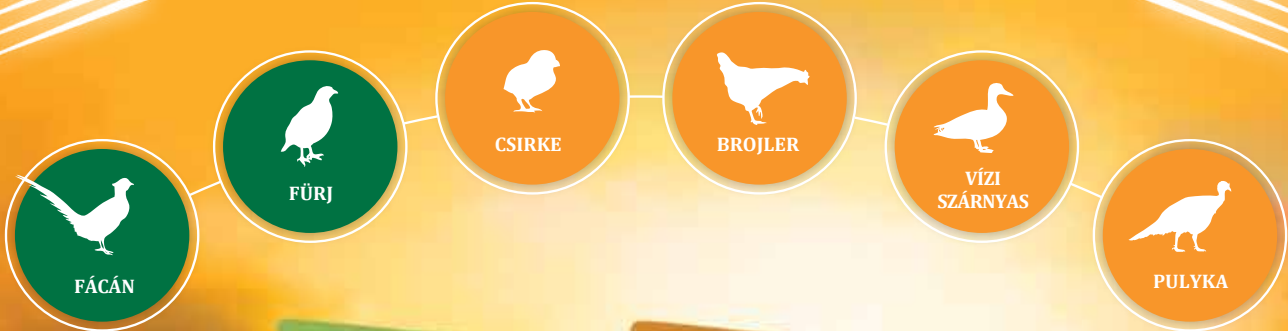 FÁCÁN
FÜRJ
CSIRKE
BROJLER
VÍZI
SZÁRNYAS
PULYKA